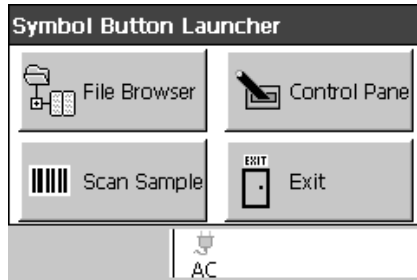 Symbol Button Launcher
File Browser
Control Pane
Scan Sample
EXIT
Exit
AC